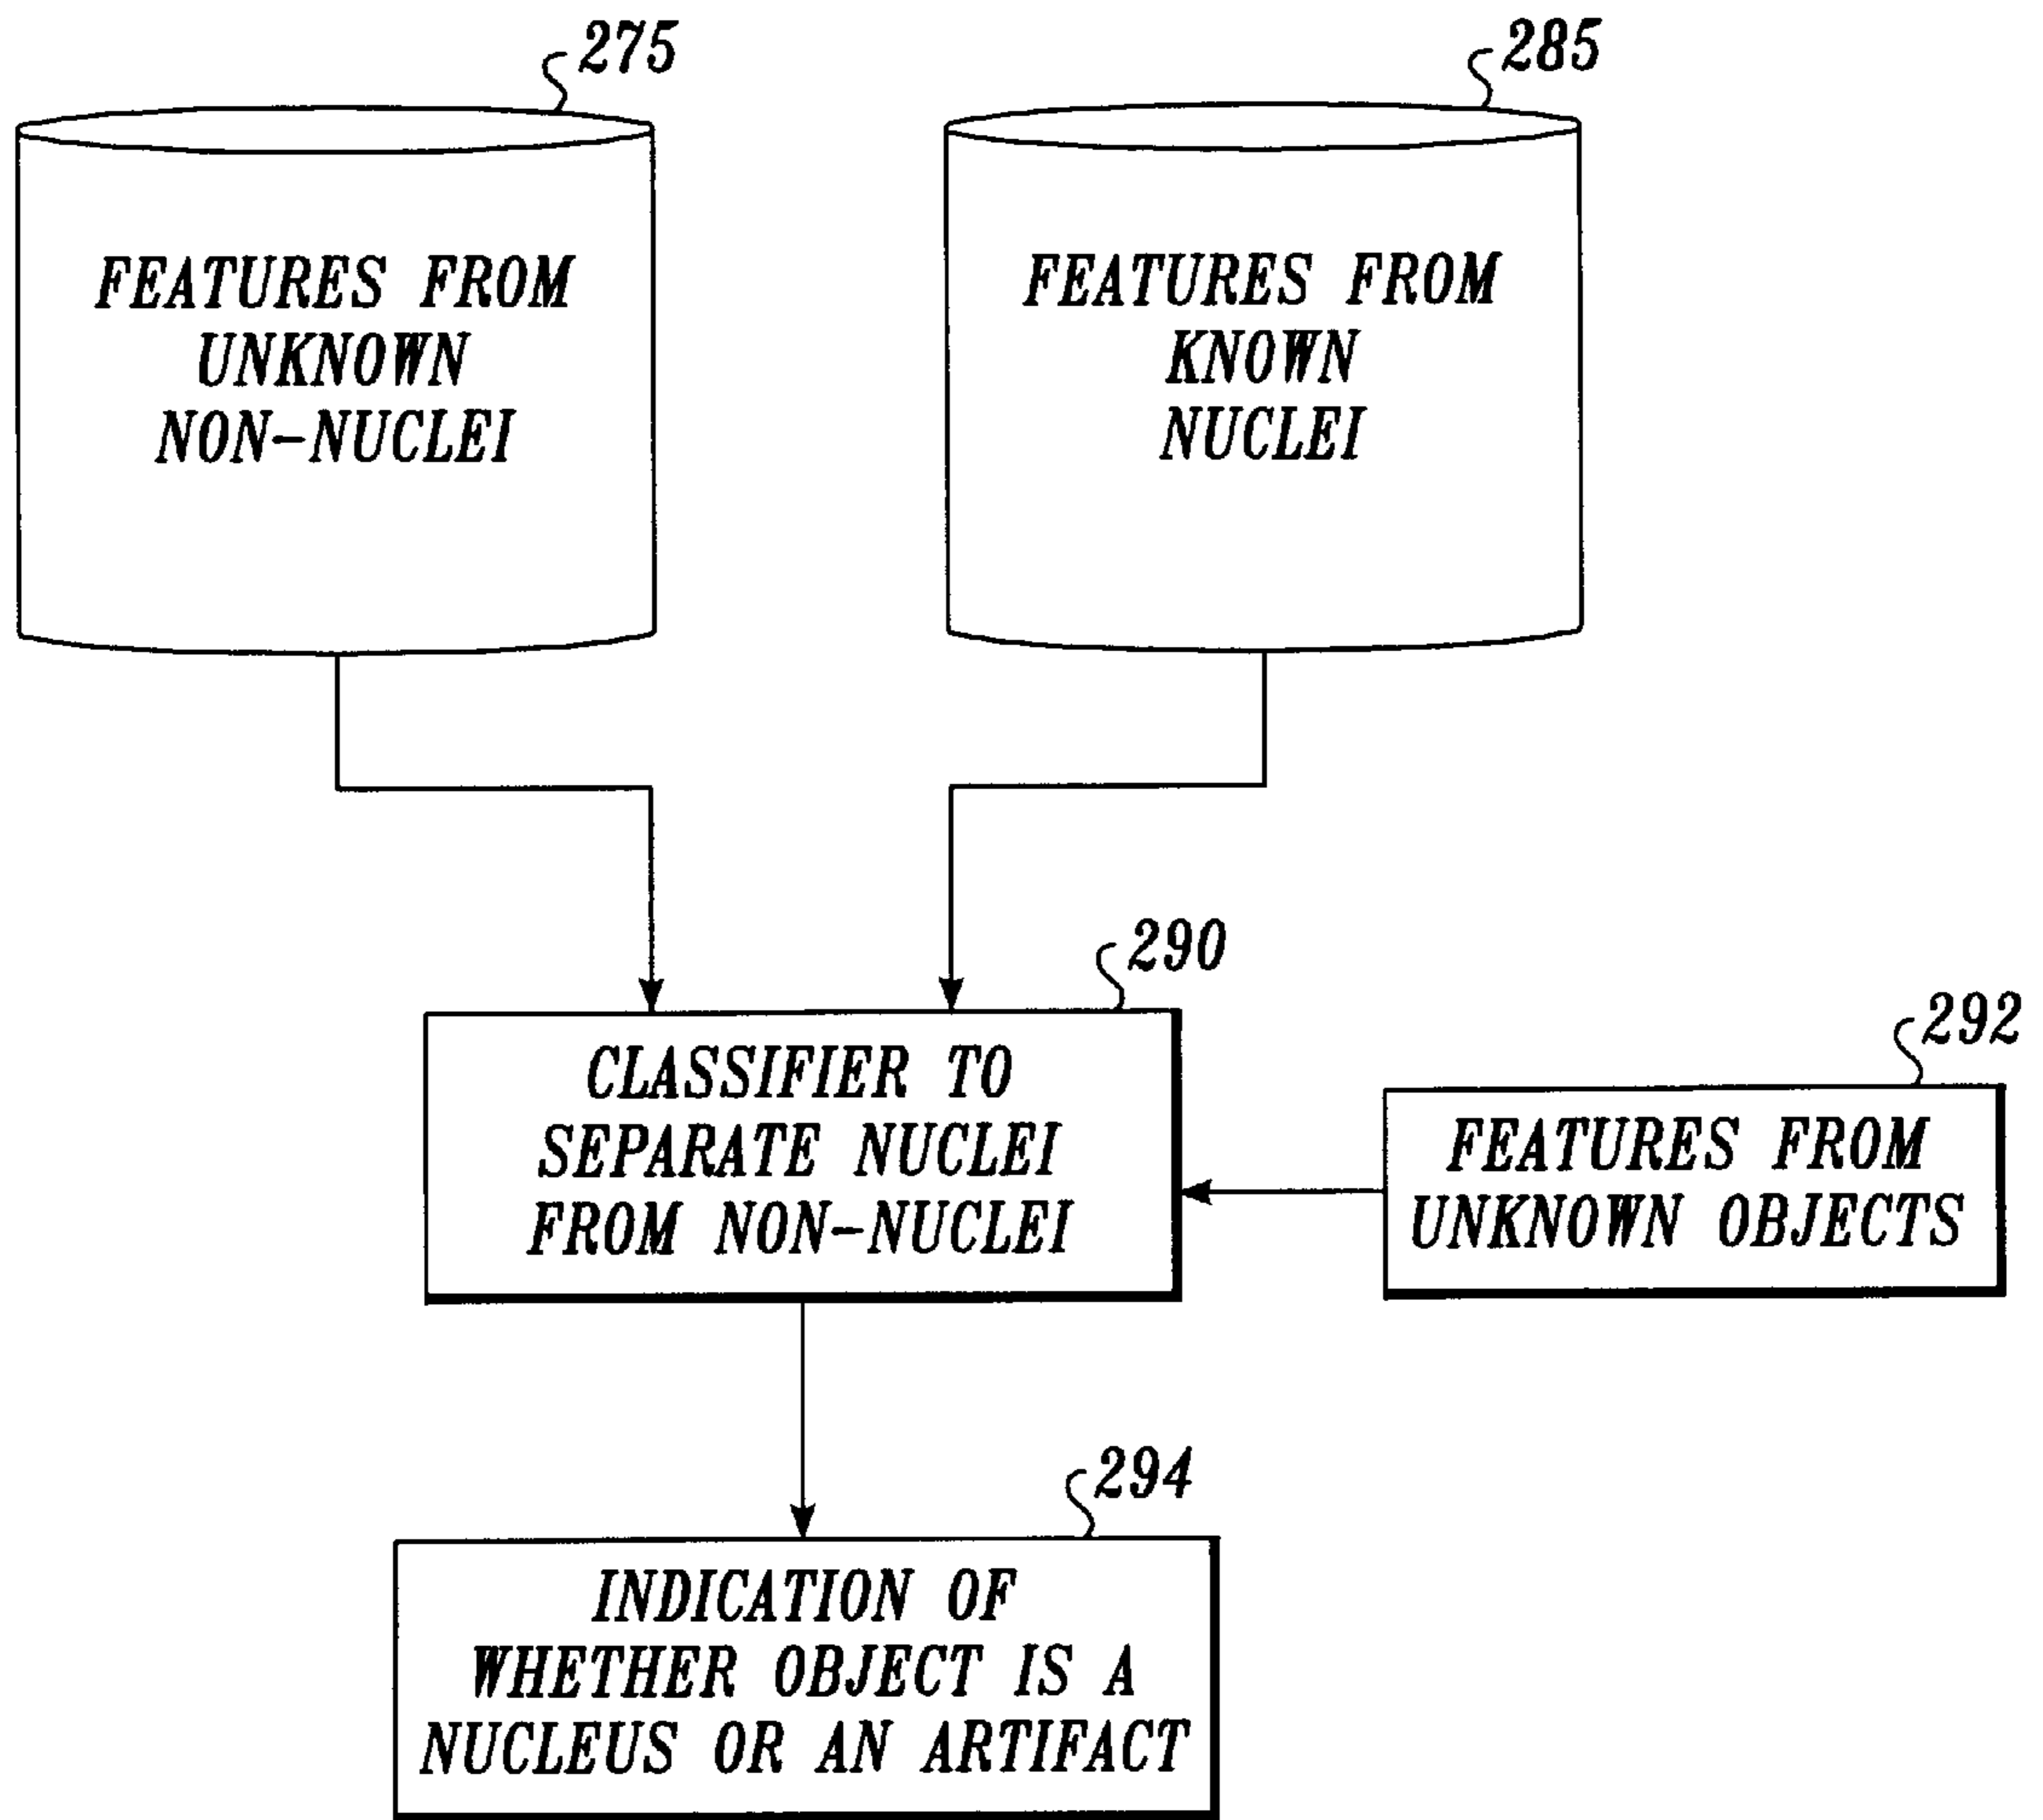 275
FEATURES FROM
UNKNOWN
NON-NUCLEI
285
FEATURES FROM
KNOWN
NUCLEI
290
CLASSIFIER TO
SEPARATE NUCLEI
FROM NON-NUCLEI
292
FEATURES FROM
UNKNOWN OBJECTS
294
INDICATION OF
WHETHER OBJECT IS A
NUCLEUS OR AN ARTIFACT